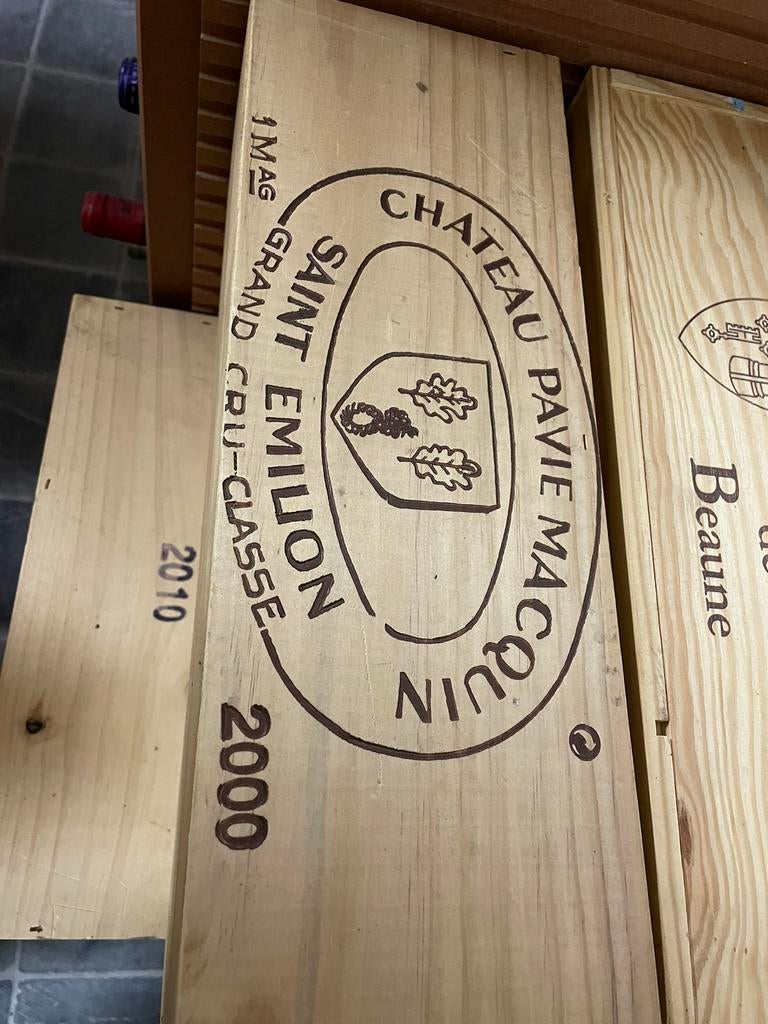 CHATEAU PAVIE MACQUIN
SAINT EMILION
GRAND CRU-CLASSE
1 MAG
2000
2010
Beaune